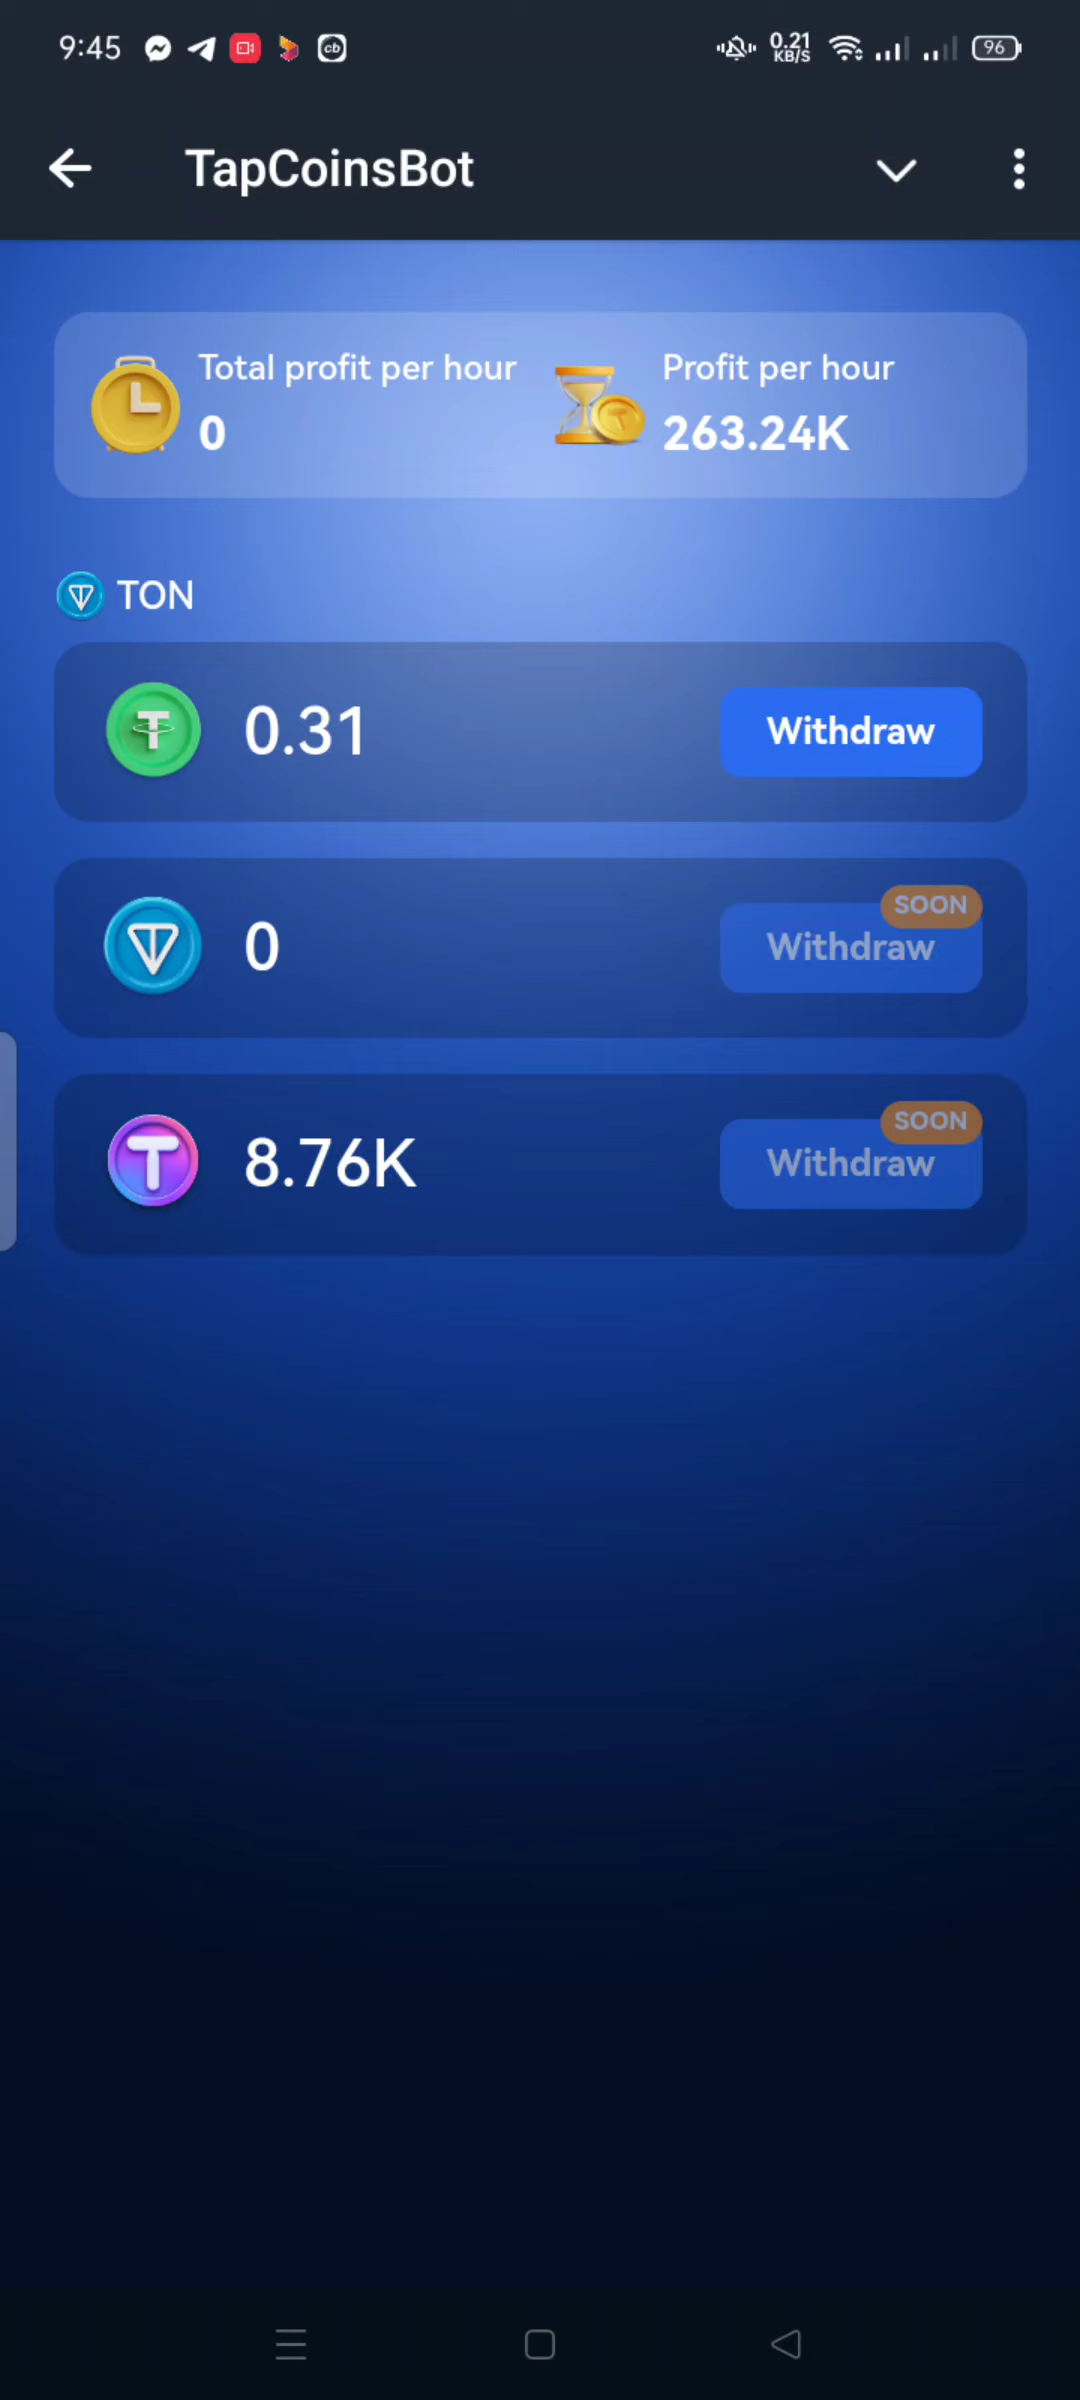 9:45
0.21
KB/S
96
TapCoinsBot
Total profit per hour
0
Profit per hour
263.24K
TON
0.31
Withdraw
0
SOON
Withdraw
8.76K
SOON
Withdraw